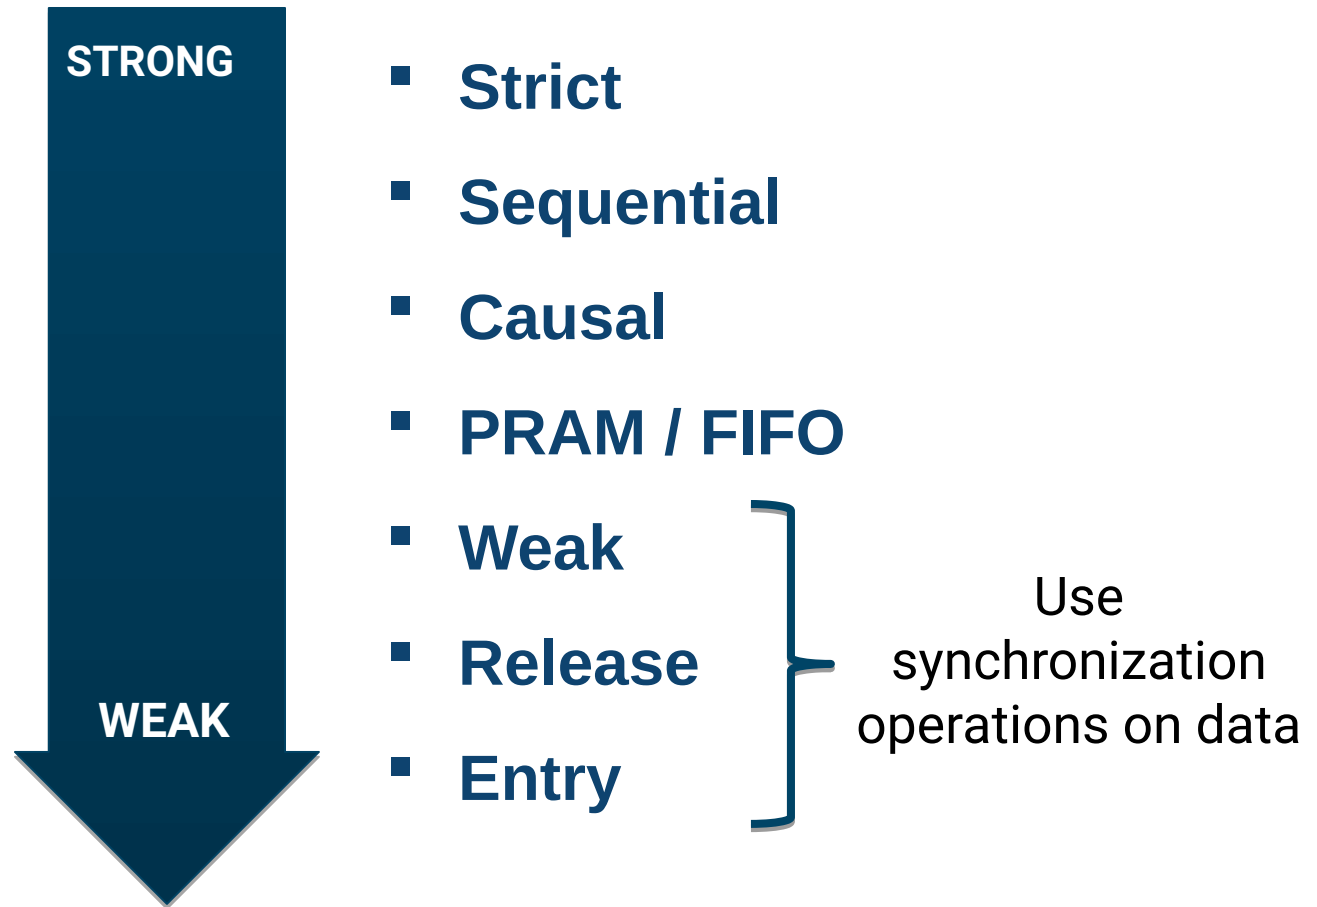 STRONG
Strict
Sequential
Causal
PRAM / FIFO
Weak
Release
Entry
WEAK
Use
synchronization
operations on data